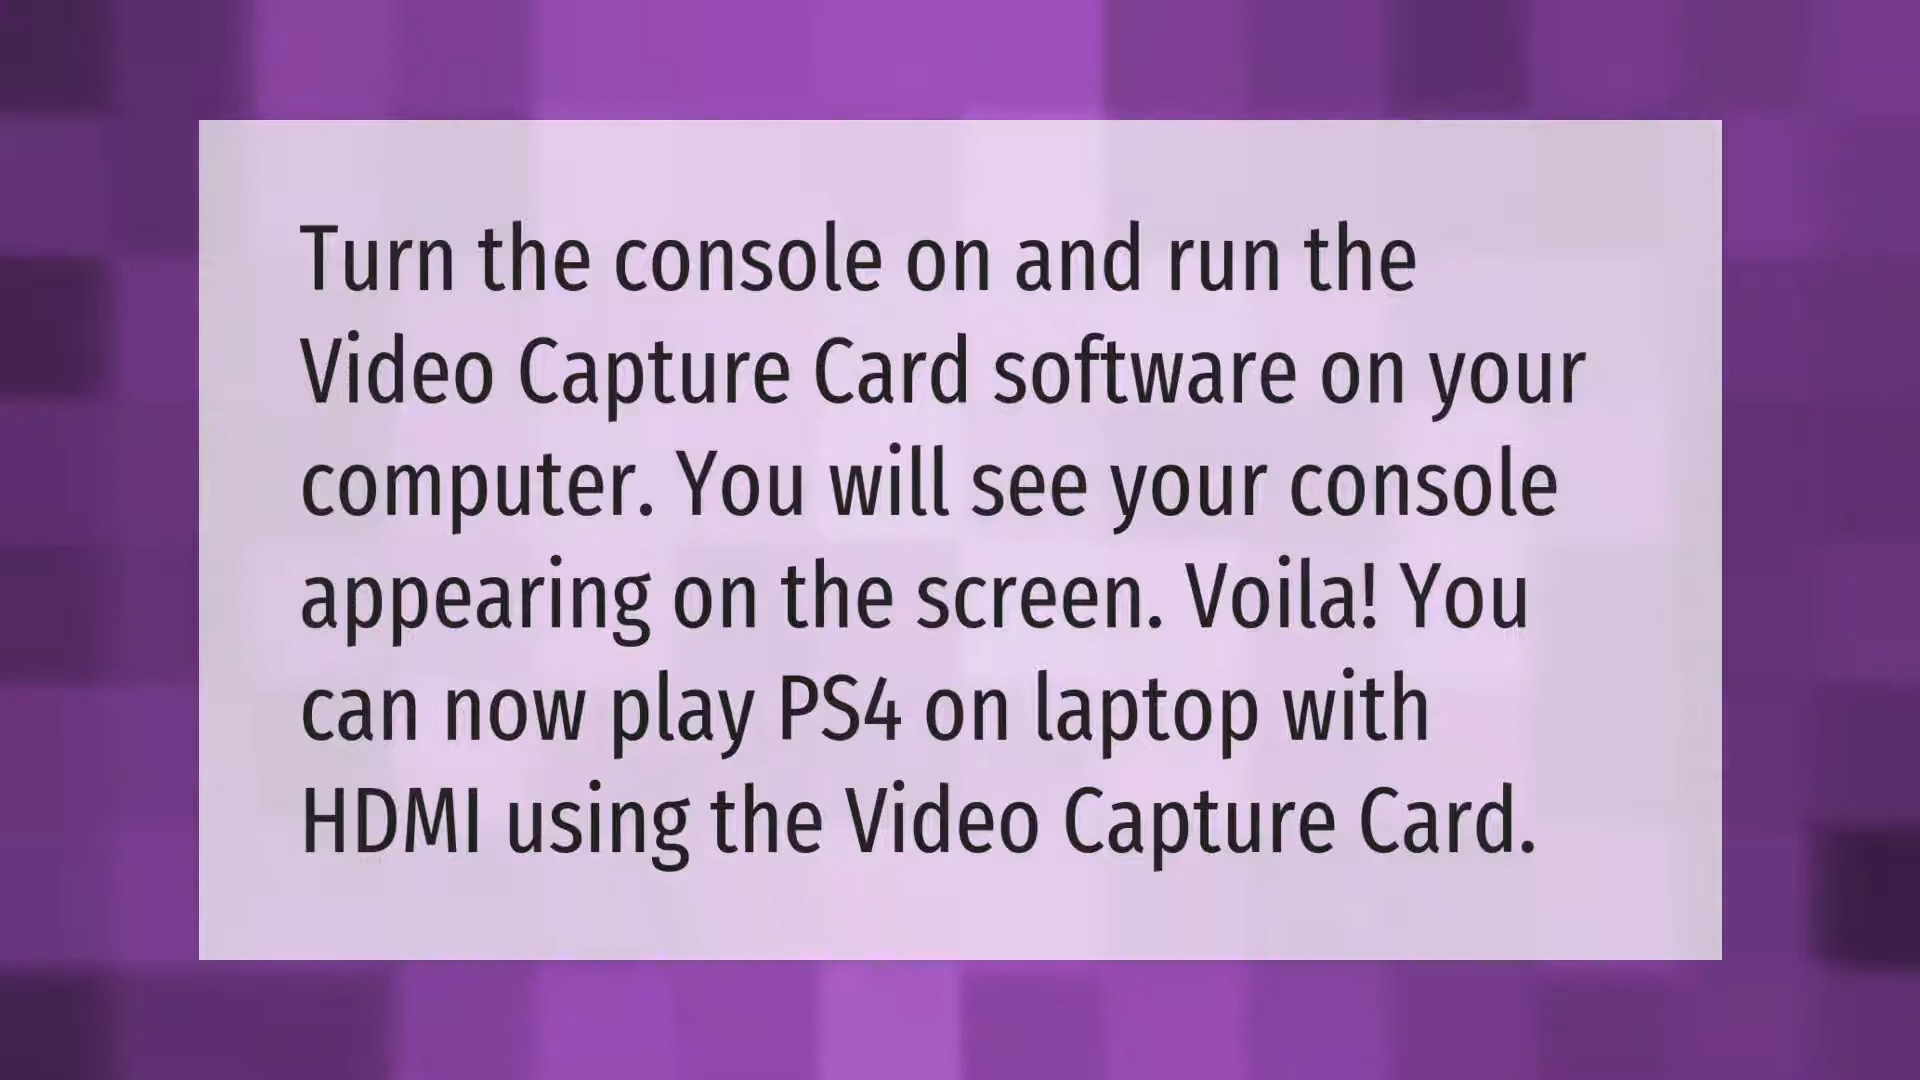 Turn the console on and run the
Video Capture Card software on your
computer. You will see your console
appearing on the screen. Voila! You
can now play PS4 on laptop with
HDMI using the Video Capture Card.